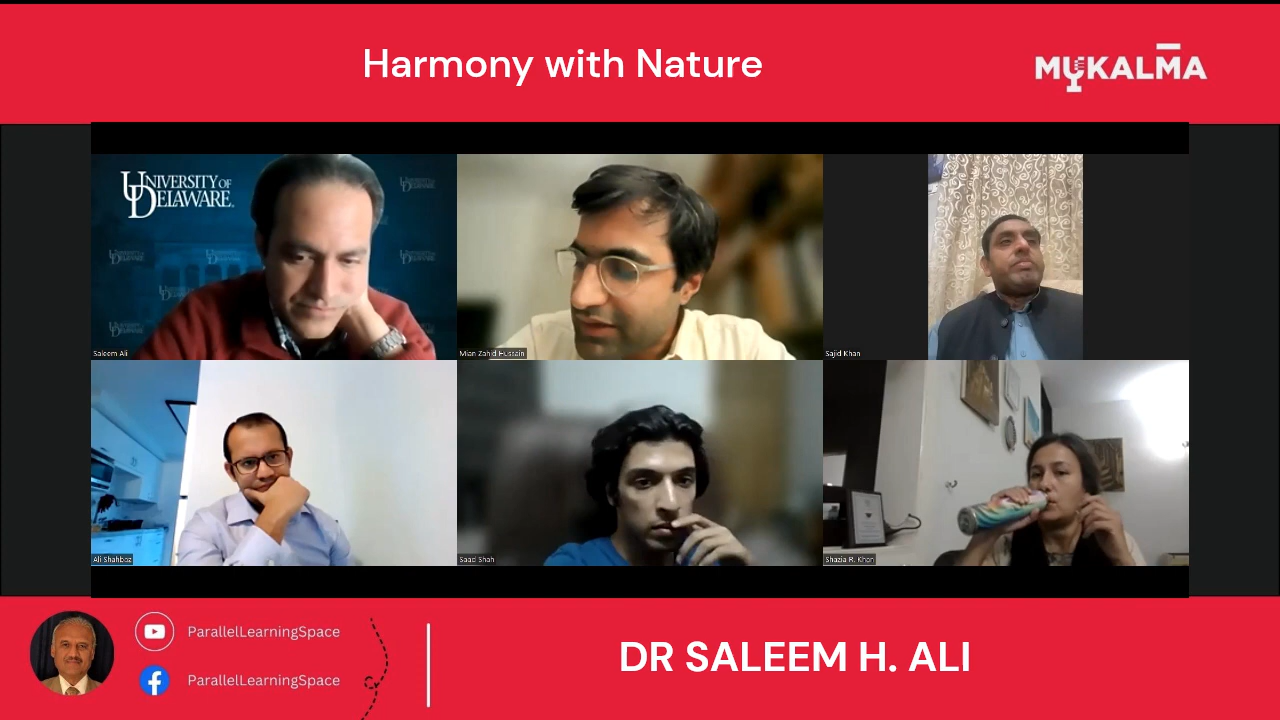 Harmony with Nature
MYKALMA
UNIVERSITY OF
DELAWARE.
Saleem Ali
Mian Zahid Hussain
Sajid Khan
Ali Shahbaz
Saad Shah
Shazia R. Khan
ParallelLearningSpace
ParallelLearningSpace
DR SALEEM H. ALI